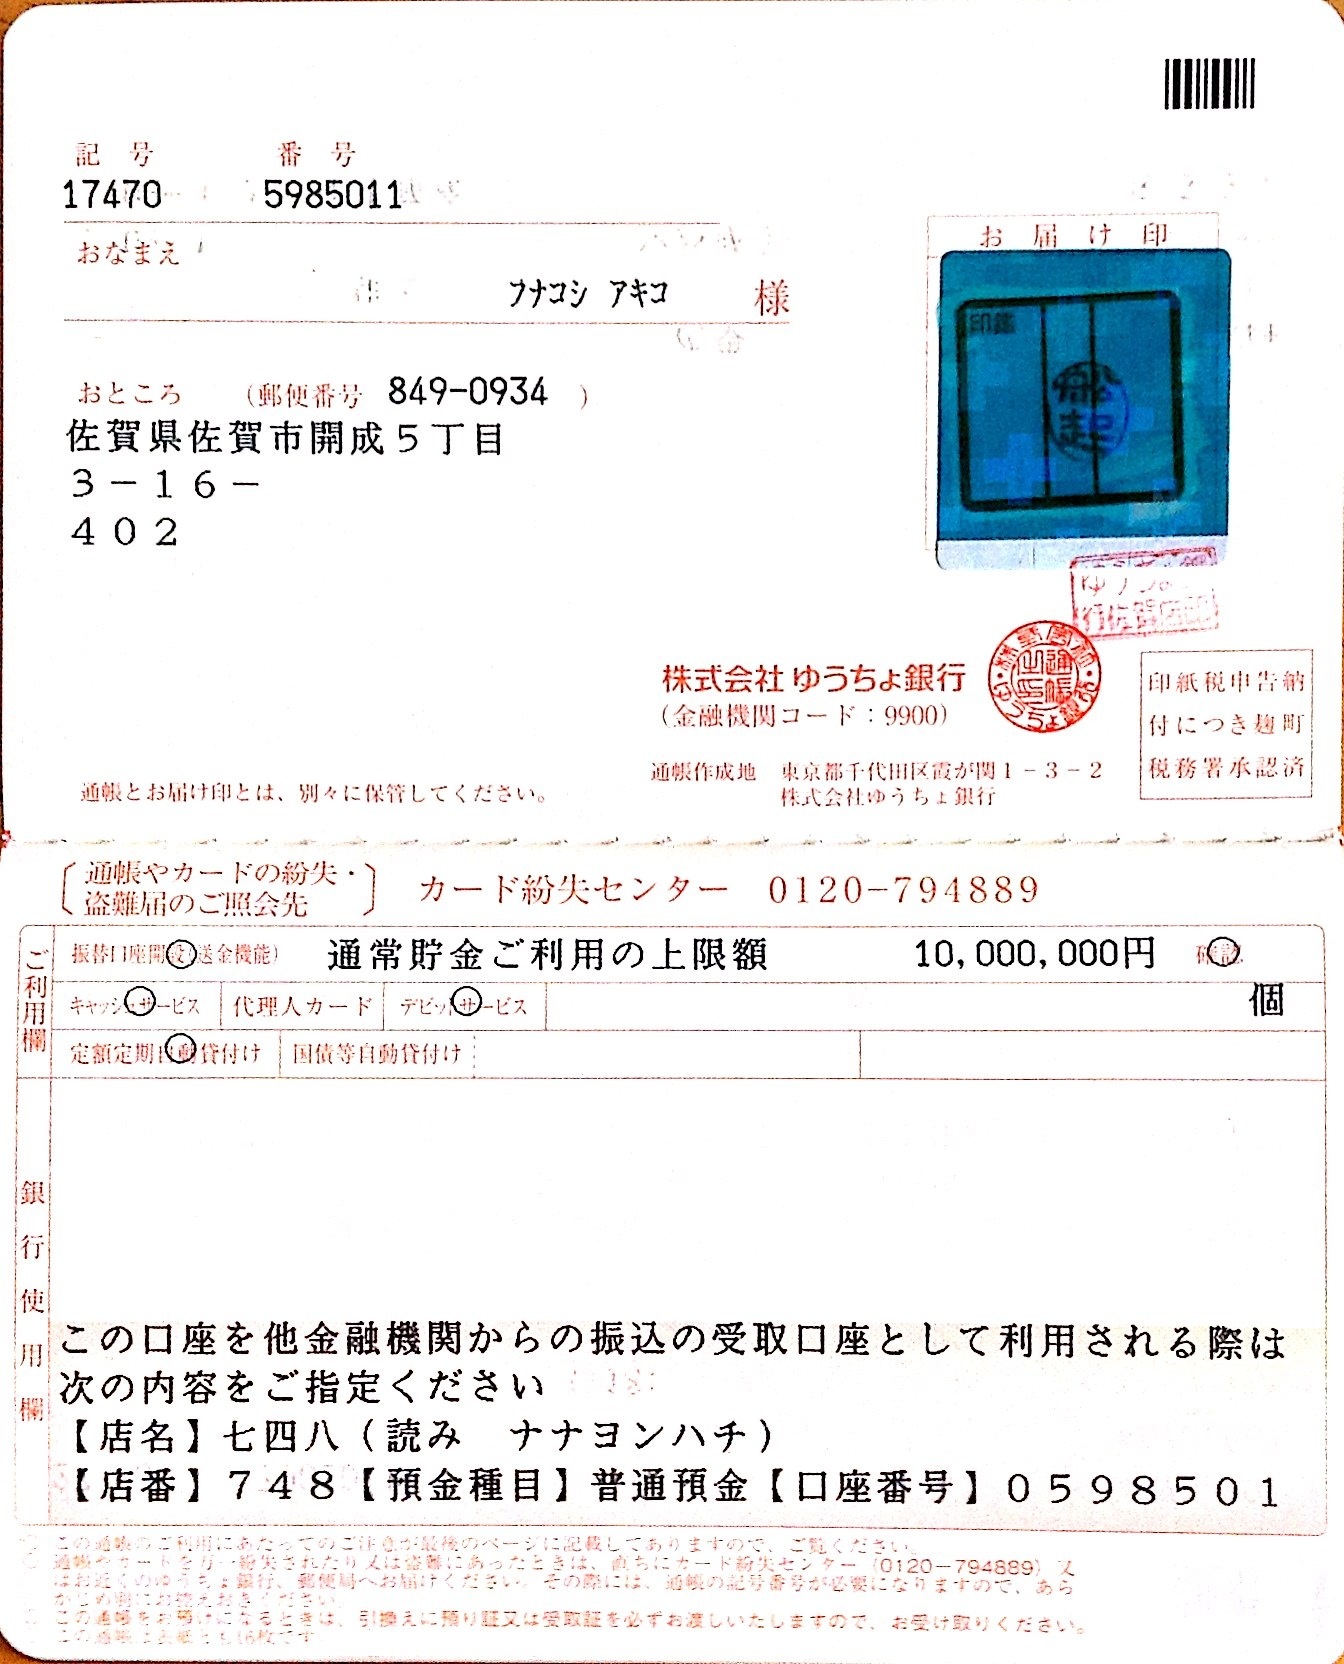 記号 番号
17470 5985011
おなまえ
フナコシ アキコ 様
お届け印
印鑑
船起
おところ (郵便番号 849-0934 )
佐賀県佐賀市開成5丁目
3-16-
402
ゆうちょ銀
行佐賀店印
株式会社ゆうちょ銀行
(金融機関コード:9900)
印紙税申告納
付につき麹町
税務署承認済
通帳作成地 東京都千代田区霞が関1-3-2
株式会社ゆうちょ銀行
通帳とお届け印とは、別々に保管してください。
通帳やカードの紛失・
盗難届のご照会先
カード紛失センター 0120-794889
ご利用欄
振替口座開設(送金機能) 通常貯金ご利用の上限額 10,000,000円 確認
キャッシュサービス 代理人カード デビットサービス 個
定額定期自動貸付け 国債等自動貸付け
銀行使用欄
この口座を他金融機関からの振込の受取口座として利用される際は
次の内容をご指定ください
【店名】七四八(読み ナナヨンハチ)
【店番】748【預金種目】普通預金【口座番号】0598501
この通帳のご利用にあたってのご注意が最後のページに記載してありますので、ご覧ください。
通帳やカードを万一紛失されたり又は盗難にあったときは、直ちにカード紛失センター(0120-794889)又
はお近くのゆうちょ銀行、郵便局へお届けください。その際には、通帳の記号番号が必要になりますので、あら
かじめ別にお控えおきください。
この通帳をお預けになるときは、引換えに預り証又は受取証を必ずお渡しいたしますので、お受け取りください。
この通帳は表紙とも16枚です